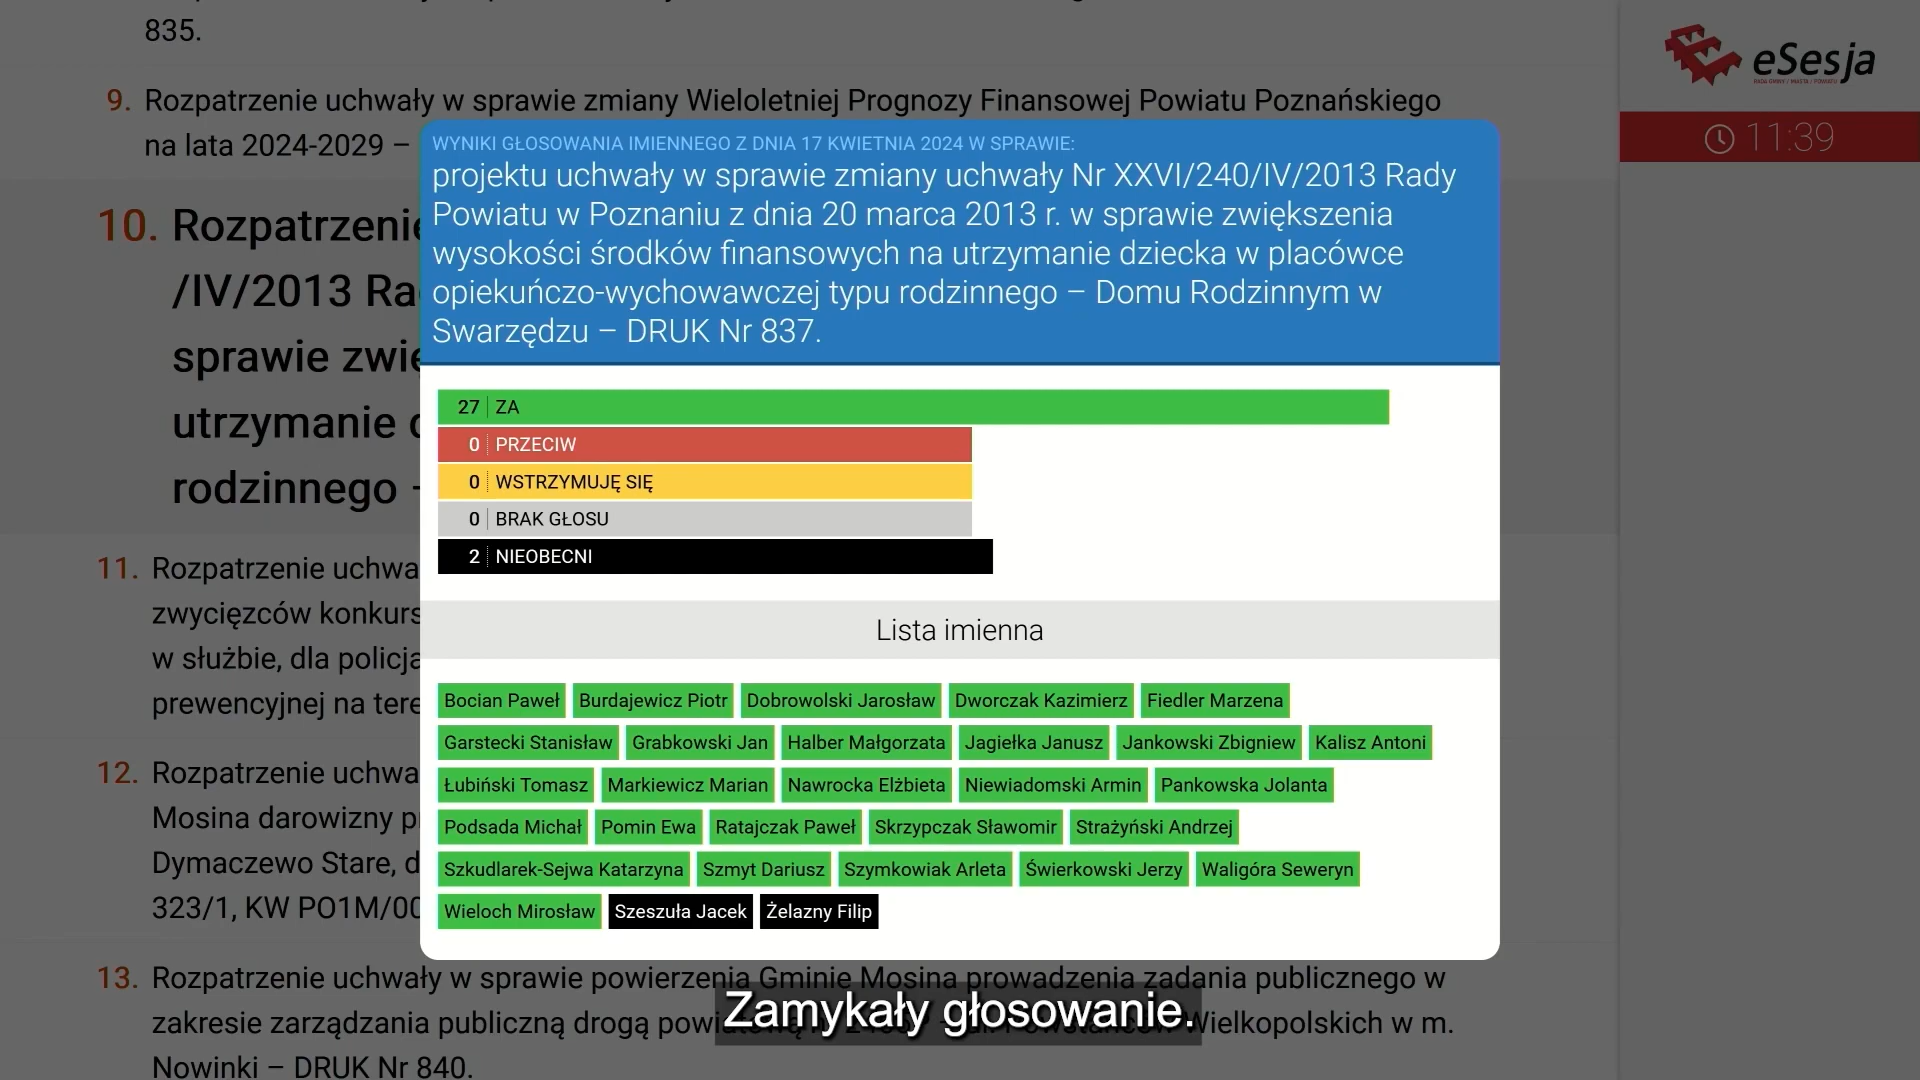 835.
9. Rozpatrzenie uchwały w sprawie zmiany Wieloletniej Prognozy Finansowej Powiatu Poznańskiego
na lata 2024-2029 –
eSesja
11:39
WYNIKI GŁOSOWANIA IMIENNEGO Z DNIA 17 KWIETNIA 2024 W SPRAWIE:
projektu uchwały w sprawie zmiany uchwały Nr XXVI/240/IV/2013 Rady
Powiatu w Poznaniu z dnia 20 marca 2013 r. w sprawie zwiększenia
wysokości środków finansowych na utrzymanie dziecka w placówce
opiekuńczo-wychowawczej typu rodzinnego – Domu Rodzinnym w
Swarzędzu – DRUK Nr 837.
10. Rozpatrzenie
/IV/2013
sprawie
utrzymanie
rodzinnego
27 ZA
0 PRZECIW
0 WSTRZYMUJĘ SIĘ
0 BRAK GŁOSU
2 NIEOBECNI
Lista imienna
Bocian Paweł Burdajewicz Piotr Dobrowolski Jarosław Dworczak Kazimierz Fiedler Marzena
Garstecki Stanisław Grabkowski Jan Halber Małgorzata Jagiełka Janusz Jankowski Zbigniew Kalisz Antoni
Łubiński Tomasz Markiewicz Marian Nawrocka Elżbieta Niewiadomski Armin Pankowska Jolanta
Podsada Michał Pomin Ewa Ratajczak Paweł Skrzypczak Sławomir Strażyński Andrzej
Szkudlarek-Sejwa Katarzyna Szmyt Dariusz Szymkowiak Arleta Świerkowski Jerzy Waligóra Seweryn
Wieloch Mirosław Szeszuła Jacek Żelazny Filip
11. Rozpatrzenie uchwa
zwycięzców konkurs
w służbie, dla policja
prewencyjnej na tere
12. Rozpatrzenie uchwa
Mosina darowizny
Dymaczewo Stare,
323/1, KW PO1M/00
13. Rozpatrzenie uchwały w sprawie powierzenia Gminie Mosina prowadzenia zadania publicznego w
zakresie zarządzania publiczną drogą Wielkopolskich w m.
Nowinki – DRUK Nr 840.
Zamykały głosowanie.